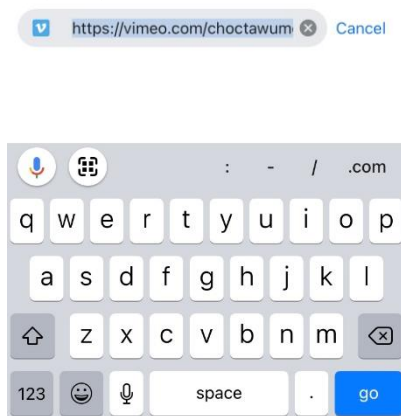 https://vimeo.com/choctawum Cancel
: - / .com
q w e r t y u i o p
a s d f g h j k l
z x c v b n m
123 space . go